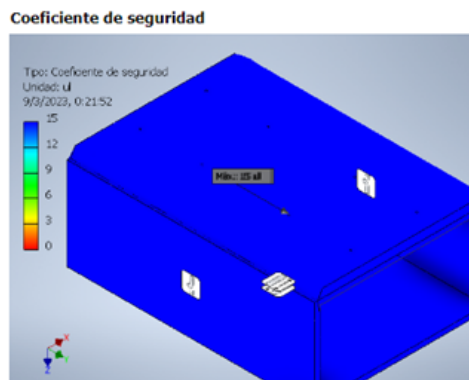 Coeficiente de seguridad
Tipo: Coeficiente de seguridad
Unidad: ul
9/3/2023, 0:21:52
15
12
9
6
3
0
Mín.: 15 ul
X
Y
Z